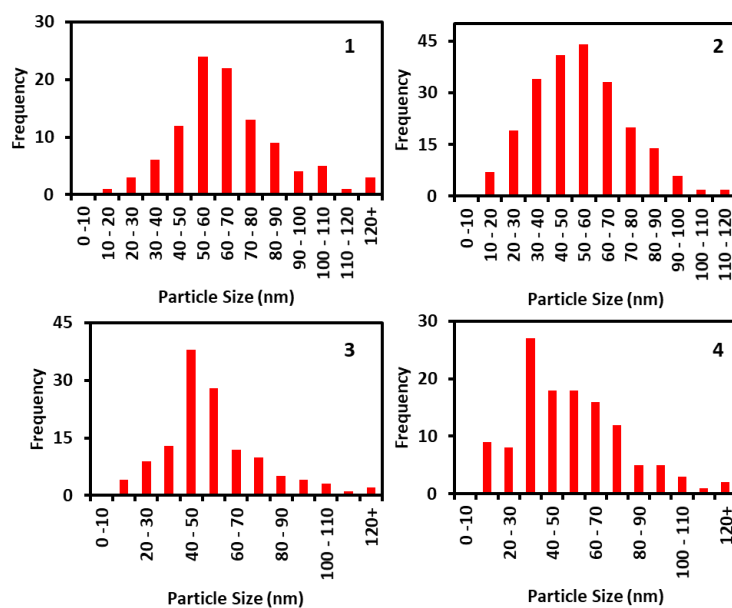 30
20
10
0
Frequency
1
0 -10
10 - 20
20 - 30
30 - 40
40 - 50
50 - 60
60 - 70
70 - 80
80 - 90
90 - 100
100 - 110
110 - 120
120+
Particle Size (nm)
45
30
15
0
Frequency
2
0 -10
10 - 20
20 - 30
30 - 40
40 - 50
50 - 60
60 - 70
70 - 80
80 - 90
90 - 100
100 - 110
110 - 120
Particle Size (nm)
45
30
15
0
Frequency
3
0 -10
20 - 30
40 - 50
60 - 70
80 - 90
100 - 110
120+
Particle Size (nm)
30
20
10
0
Frequency
4
0 -10
20 - 30
40 - 50
60 - 70
80 - 90
100 - 110
120+
Particle Size (nm)